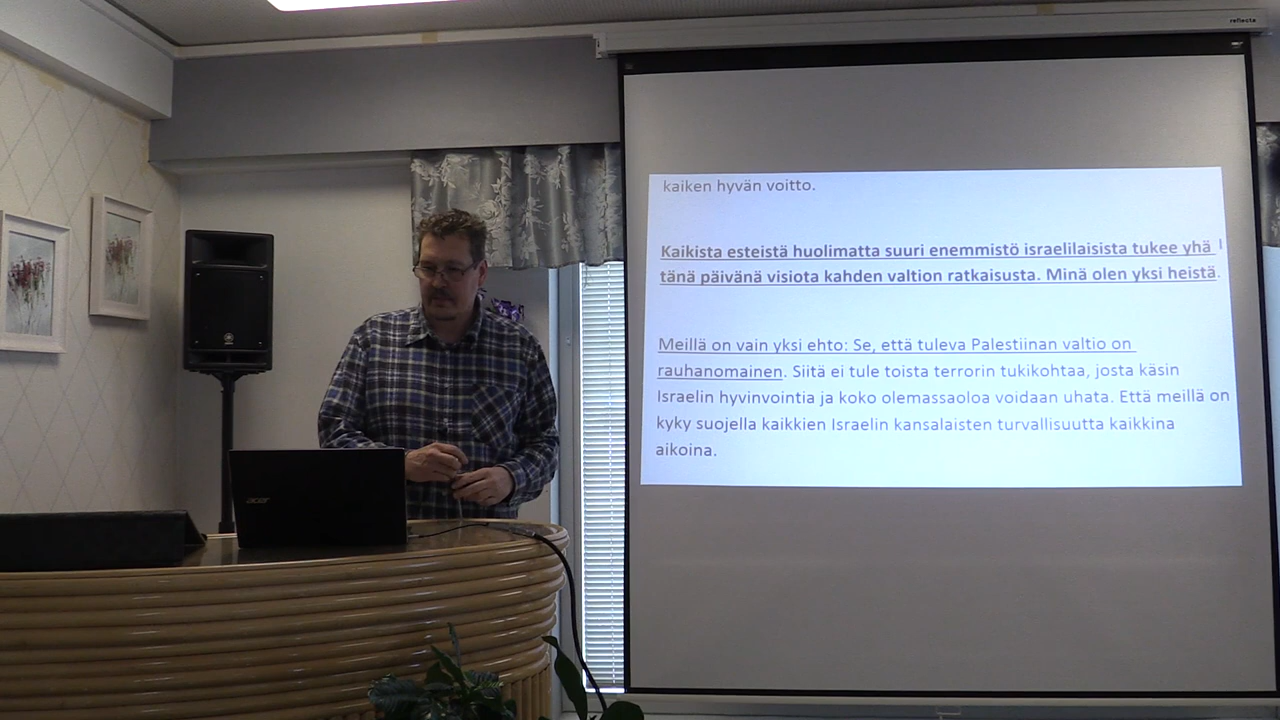 reflecta
kaiken hyvän voitto.
Kaikista esteistä huolimatta suuri enemmistö israelilaisista tukee yhä
tänä päivänä visiota kahden valtion ratkaisusta. Minä olen yksi heistä.
Meillä on vain yksi ehto: Se, että tuleva Palestiinan valtio on
rauhanomainen. Siitä ei tule toista terrorin tukikohtaa, josta käsin
Israelin hyvinvointia ja koko olemassaoloa voidaan uhata. Että meillä on
kyky suojella kaikkien Israelin kansalaisten turvallisuutta kaikkina
aikoina.
acer